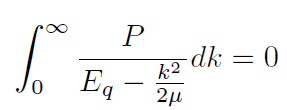 ∫₀^∞ P / (E_q − k²/2μ) dk = 0